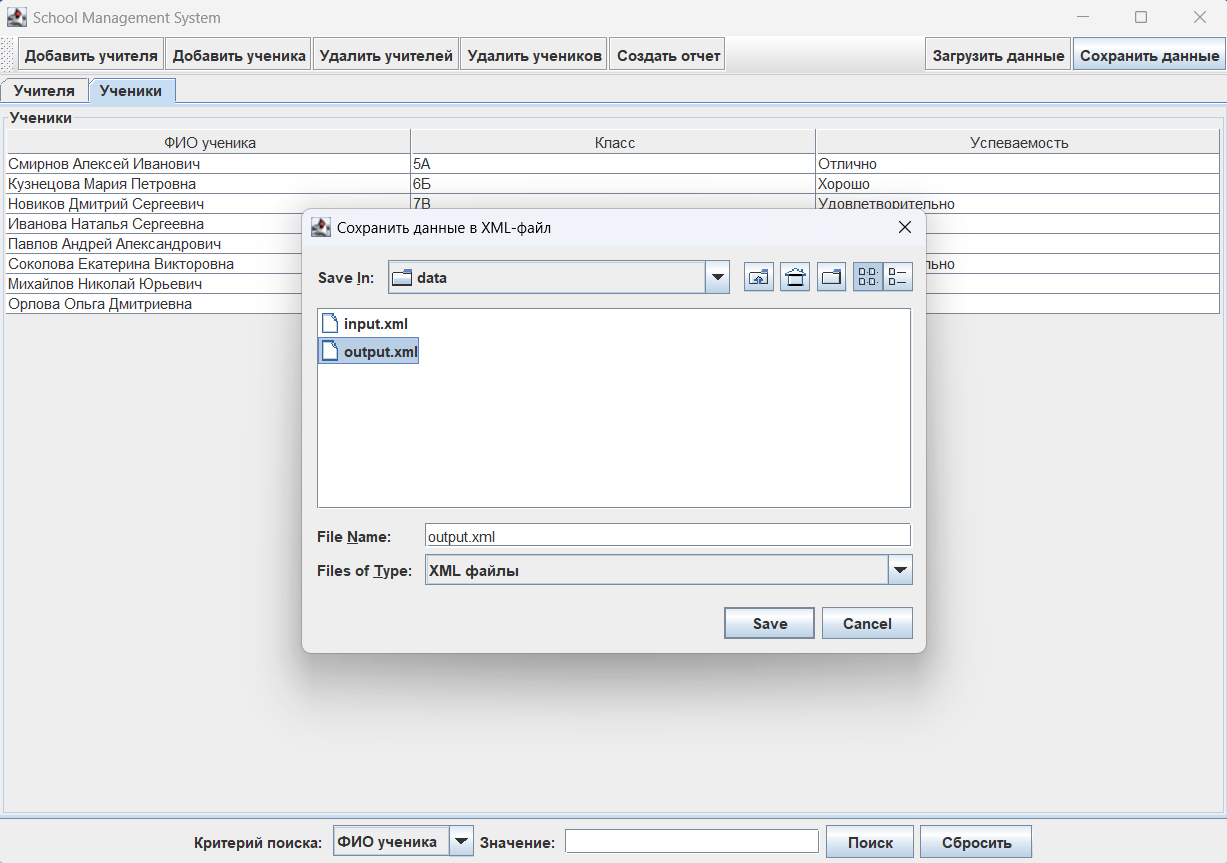 School Management System
Добавить учителя Добавить ученика Удалить учителей Удалить учеников Создать отчет Загрузить данные Сохранить данные
Учителя Ученики
Ученики
ФИО ученика Класс Успеваемость
Смирнов Алексей Иванович 5А Отлично
Кузнецова Мария Петровна 6Б Хорошо
Новиков Дмитрий Сергеевич 7В Удовлетворительно
Иванова Наталья Сергеевна
Павлов Андрей Александрович
Соколова Екатерина Викторовна ьно
Михайлов Николай Юрьевич
Орлова Ольга Дмитриевна
Сохранить данные в XML-файл
Save In: data
input.xml
output.xml
File Name: output.xml
Files of Type: XML файлы
Save Cancel
Критерий поиска: ФИО ученика Значение: Поиск Сбросить